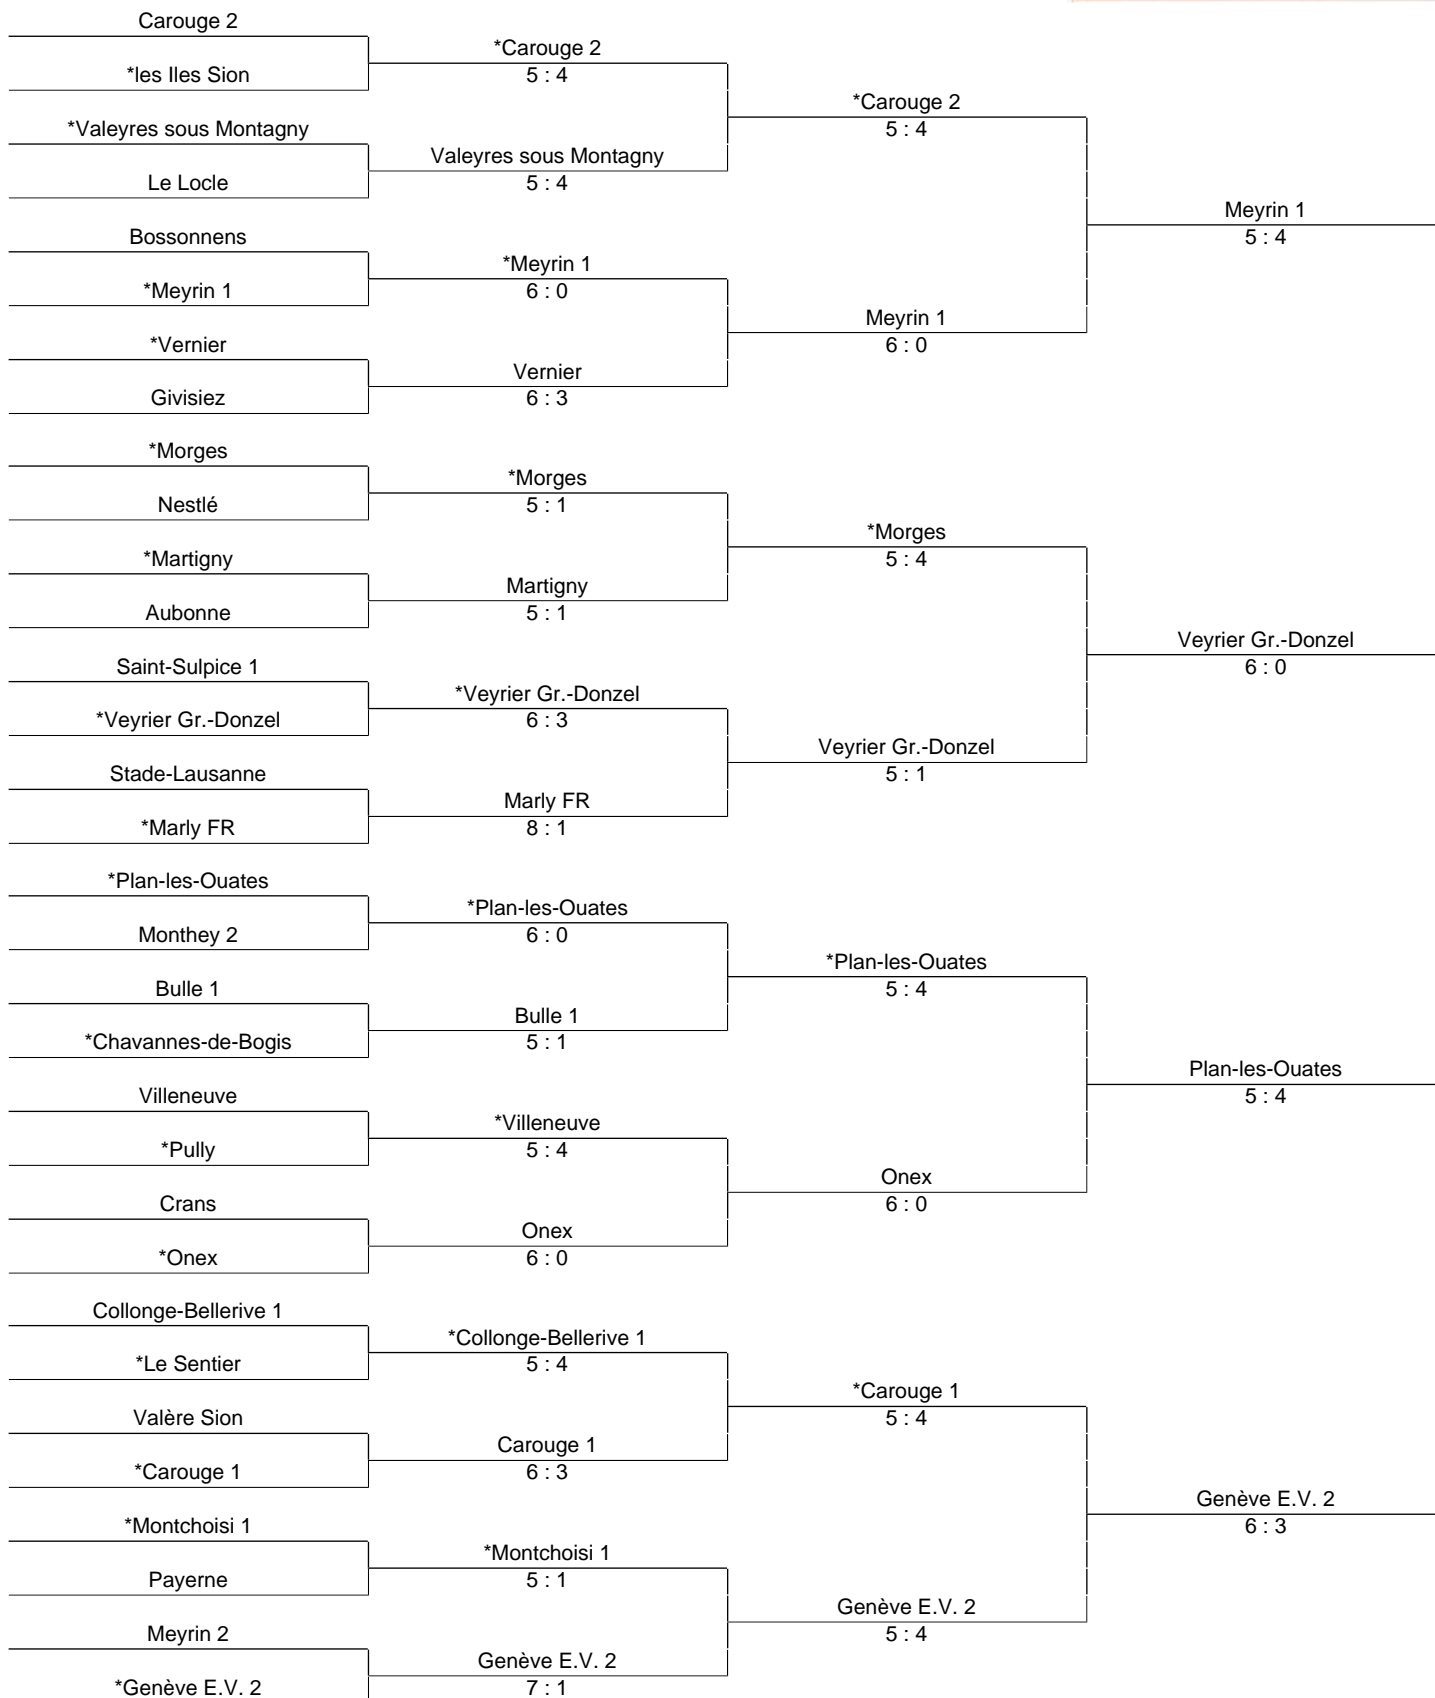 Carouge 2
*les Iles Sion
*Valeyres sous Montagny
Le Locle
Bossonnens
*Meyrin 1
*Vernier
Givisiez
*Morges
Nestlé
*Martigny
Aubonne
Saint-Sulpice 1
*Veyrier Gr.-Donzel
Stade-Lausanne
*Marly FR
*Plan-les-Ouates
Monthey 2
Bulle 1
*Chavannes-de-Bogis
Villeneuve
*Pully
Crans
*Onex
Collonge-Bellerive 1
*Le Sentier
Valère Sion
*Carouge 1
*Montchoisi 1
Payerne
Meyrin 2
*Genève E.V. 2
*Carouge 2
5 : 4
Valeyres sous Montagny
5 : 4
*Meyrin 1
6 : 0
Vernier
6 : 3
*Morges
5 : 1
Martigny
5 : 1
*Veyrier Gr.-Donzel
6 : 3
Marly FR
8 : 1
*Plan-les-Ouates
6 : 0
Bulle 1
5 : 1
*Villeneuve
5 : 4
Onex
6 : 0
*Collonge-Bellerive 1
5 : 4
Carouge 1
6 : 3
*Montchoisi 1
5 : 1
Genève E.V. 2
7 : 1
*Carouge 2
5 : 4
Meyrin 1
6 : 0
*Morges
5 : 4
Veyrier Gr.-Donzel
5 : 1
*Plan-les-Ouates
5 : 4
Onex
6 : 0
*Carouge 1
5 : 4
Genève E.V. 2
5 : 4
Meyrin 1
5 : 4
Veyrier Gr.-Donzel
6 : 0
Plan-les-Ouates
5 : 4
Genève E.V. 2
6 : 3